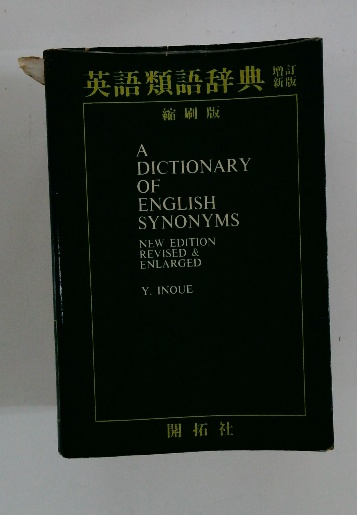 英語類語辞典 増訂新版
縮刷版
A
DICTIONARY
OF
ENGLISH
SYNONYMS
NEW EDITION
REVISED &
ENLARGED
Y. INOUE
開拓社